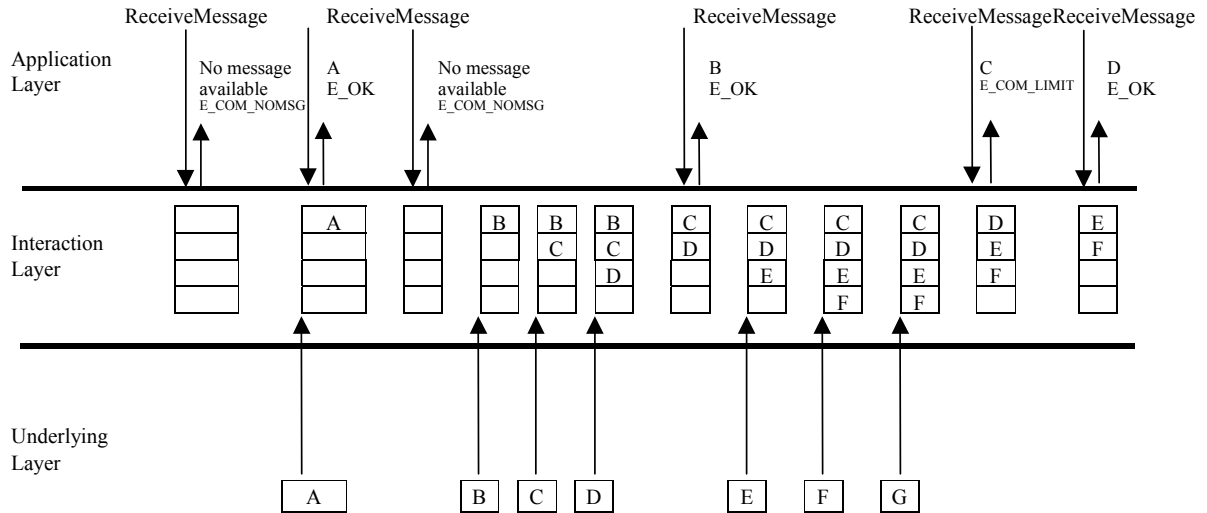 ReceiveMessage ReceiveMessage ReceiveMessage ReceiveMessage ReceiveMessageReceiveMessage
Application
Layer
No message
available
E_COM_NOMSG
A
E_OK
No message
available
E_COM_NOMSG
B
E_OK
C
E_COM_LIMIT
D
E_OK
Interaction
Layer
A B B B C C C C D E
C C D D D D E F
D E E E F
F F
Underlying
Layer
A B C D E F G